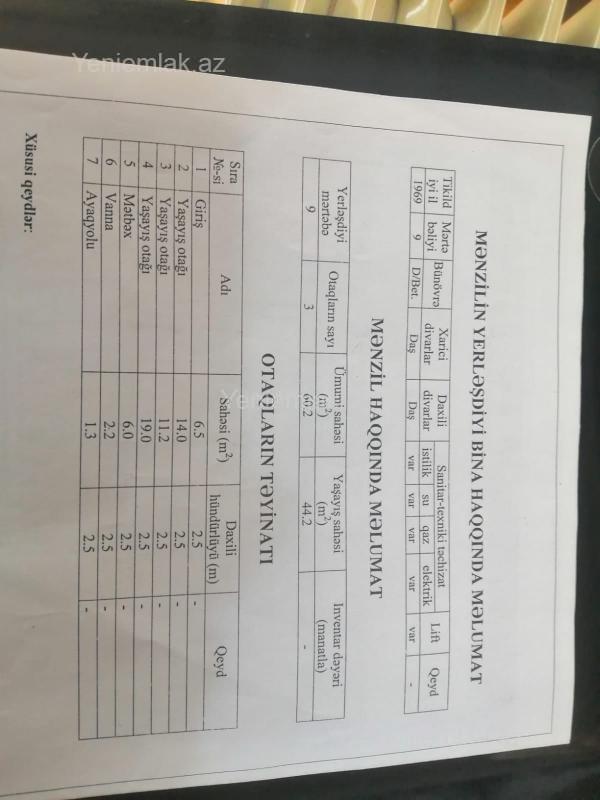 Yeniemlak.az
MƏNZİLİN YERLƏŞDİYİ BİNA HAQQINDA MƏLUMAT
Tikildiyi il Mərtəbəliyi Bünövrə Xarici divarlar Daxili divarlar Sanitar-texniki təchizat Lift Qeyd
istilik su qaz elektrik
1969 9 D/Bet. Daş Daş var var var var var -
MƏNZİL HAQQINDA MƏLUMAT
Yerləşdiyi mərtəbə Otaqların sayı Ümumi sahəsi (m²) Yaşayış sahəsi (m²) Inventar dəyəri (manatla)
9 3 60.2 44.2 -
OTAQLARIN TƏYİNATI
Sıra №-si Adı Sahəsi (m²) Daxili hündürlüyü (m) Qeyd
1 Giriş 6.5 2.5 -
2 Yaşayış otağı 14.0 2.5 -
3 Yaşayış otağı 11.2 2.5 -
4 Yaşayış otağı 19.0 2.5 -
5 Mətbəx 6.0 2.5 -
6 Vanna 2.2 2.5 -
7 Ayaqyolu 1.3 2.5 -
Xüsusi qeydlər: